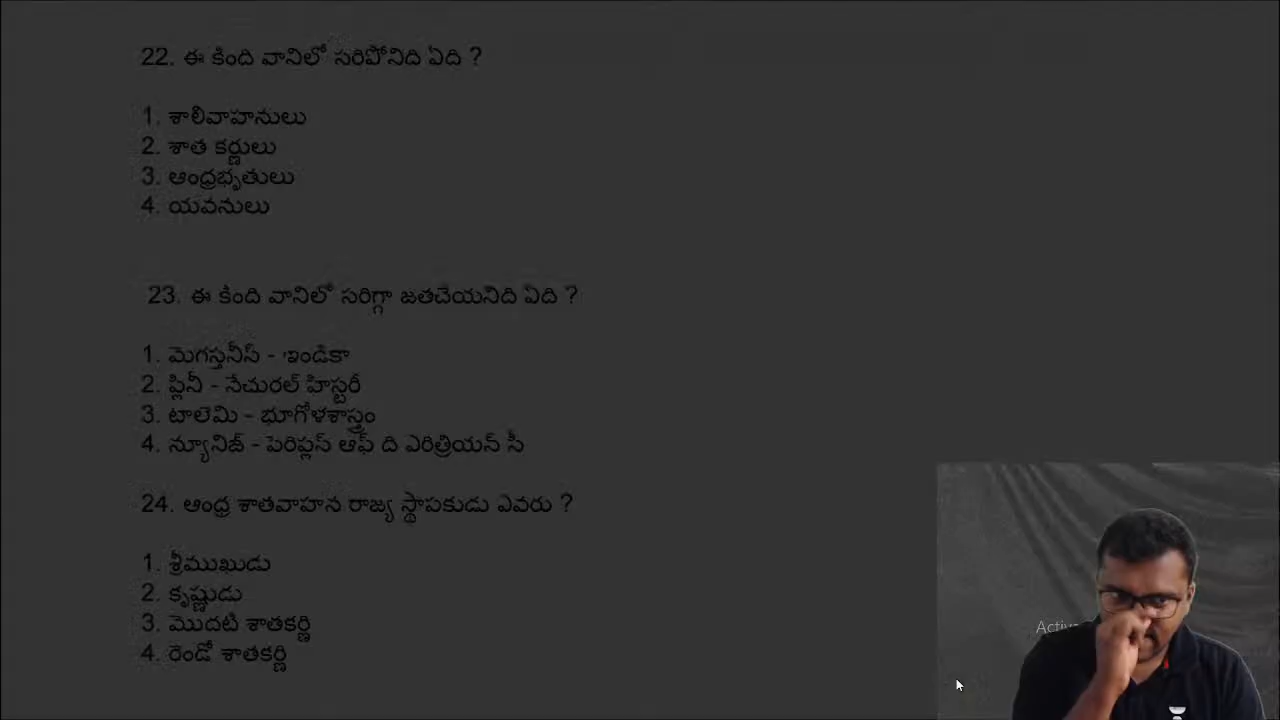 22. ఈ కింది వానిలో సరిపోనిది ఏది ?
1. శాలివాహనులు
2. శాత కర్ణులు
3. ఆంధ్రభృతులు
4. యవనులు
23. ఈ కింది వానిలో సరిగ్గా జతచేయనిది ఏది ?
1. మెగస్తనీస్ - ఇండికా
2. ప్లినీ - నేచురల్ హిస్టరీ
3. టాలెమి - భూగోళశాస్త్రం
4. న్యూనిజ్ - పెరిప్లస్ ఆఫ్ ది ఎరిత్రియన్ సీ
24. ఆంధ్ర శాతవాహన రాజ్య స్థాపకుడు ఎవరు ?
1. శ్రీముఖుడు
2. కృష్ణుడు
3. మొదటి శాతకర్ణి
4. రెండో శాతకర్ణి